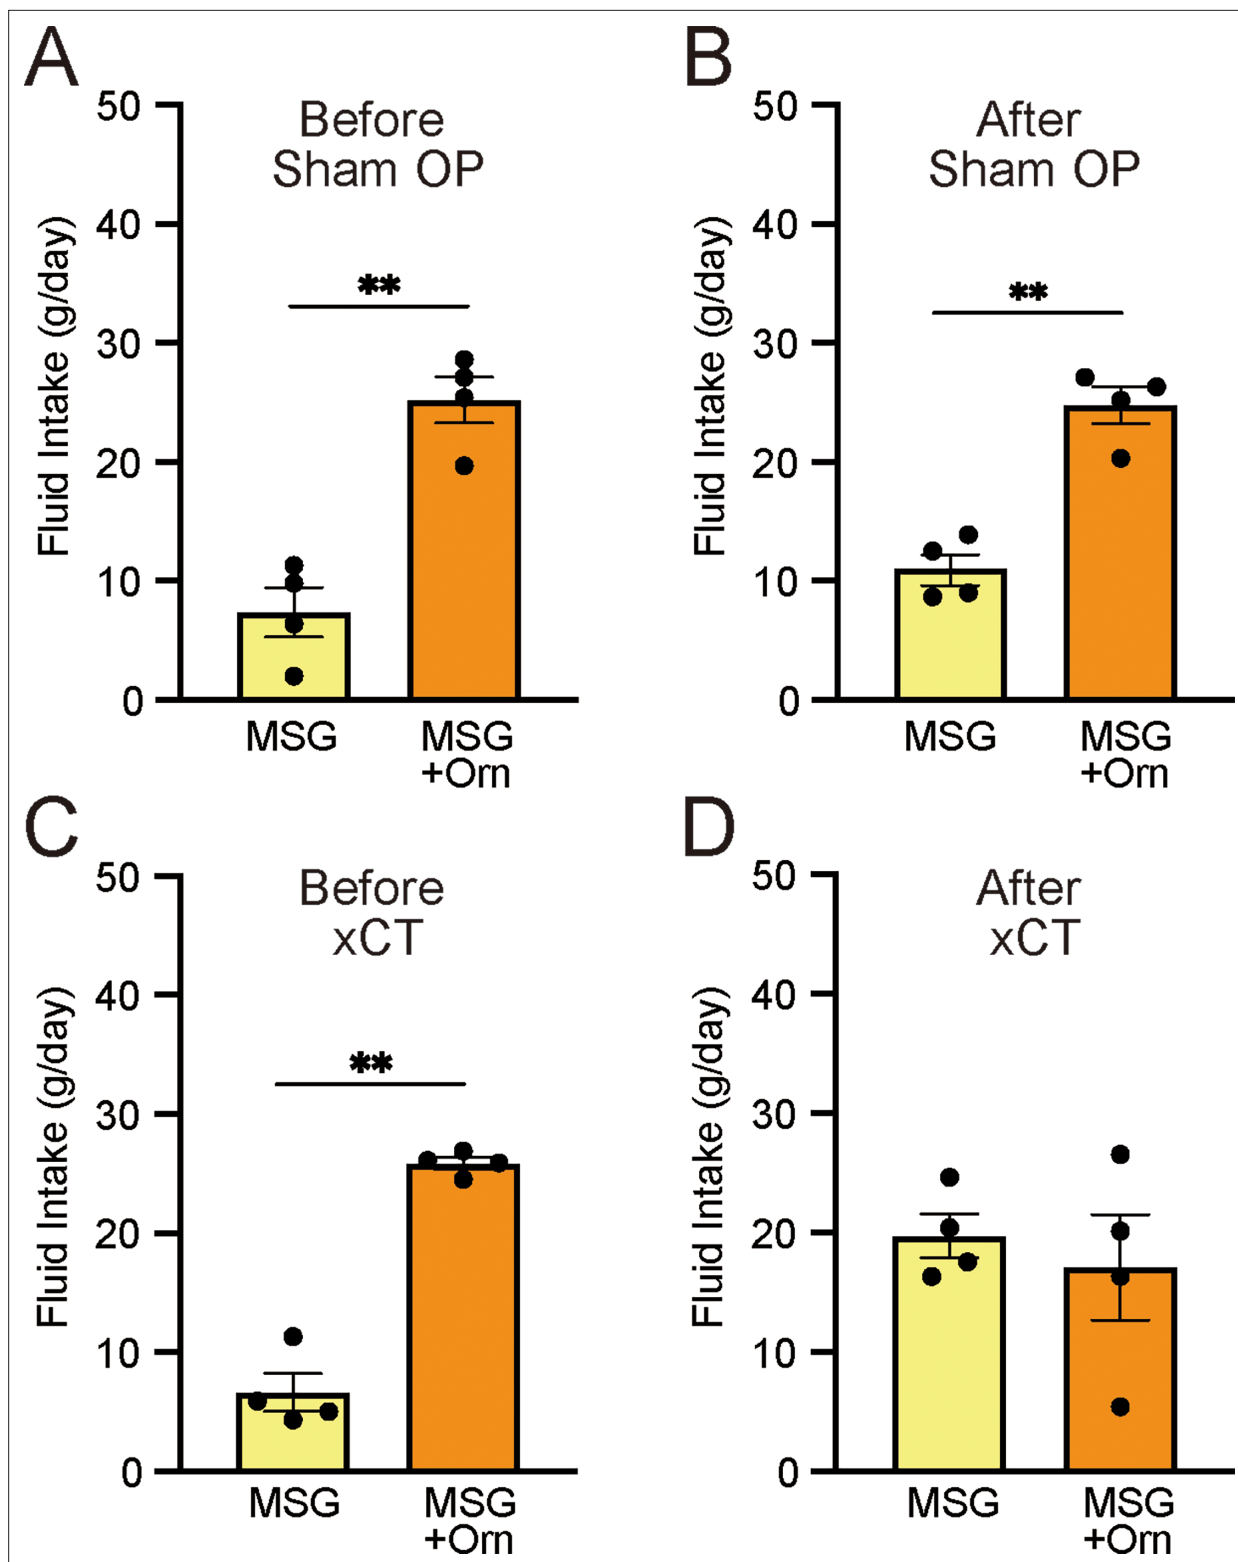 A
Before
Sham OP
Fluid Intake (g/day)
50
40
30
20
10
0
**
MSG
MSG
+Orn
B
After
Sham OP
Fluid Intake (g/day)
50
40
30
20
10
0
**
MSG
MSG
+Orn
C
Before
xCT
Fluid Intake (g/day)
50
40
30
20
10
0
**
MSG
MSG
+Orn
D
After
xCT
Fluid Intake (g/day)
50
40
30
20
10
0
MSG
MSG
+Orn